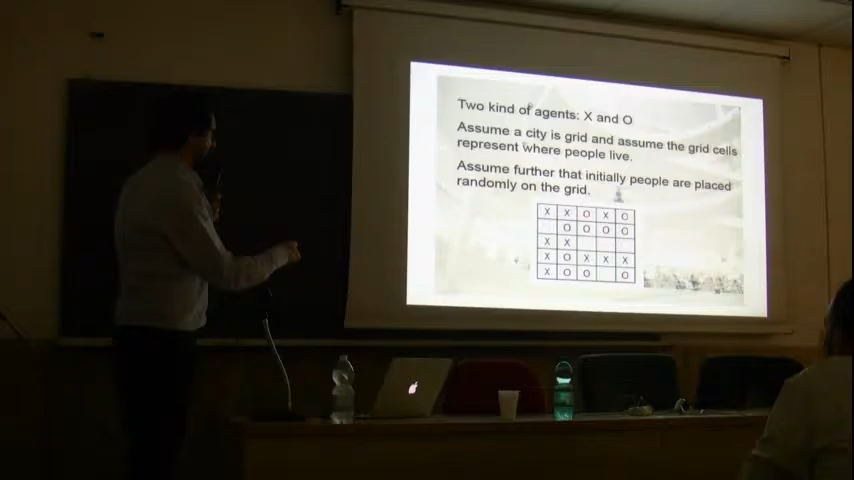 Two kind of agents: X and O
Assume a city is grid and assume the grid cells
represent where people live.
Assume further that initially people are placed
randomly on the grid.
X X O X O
O O O O
X X
X O X X X
X O O O